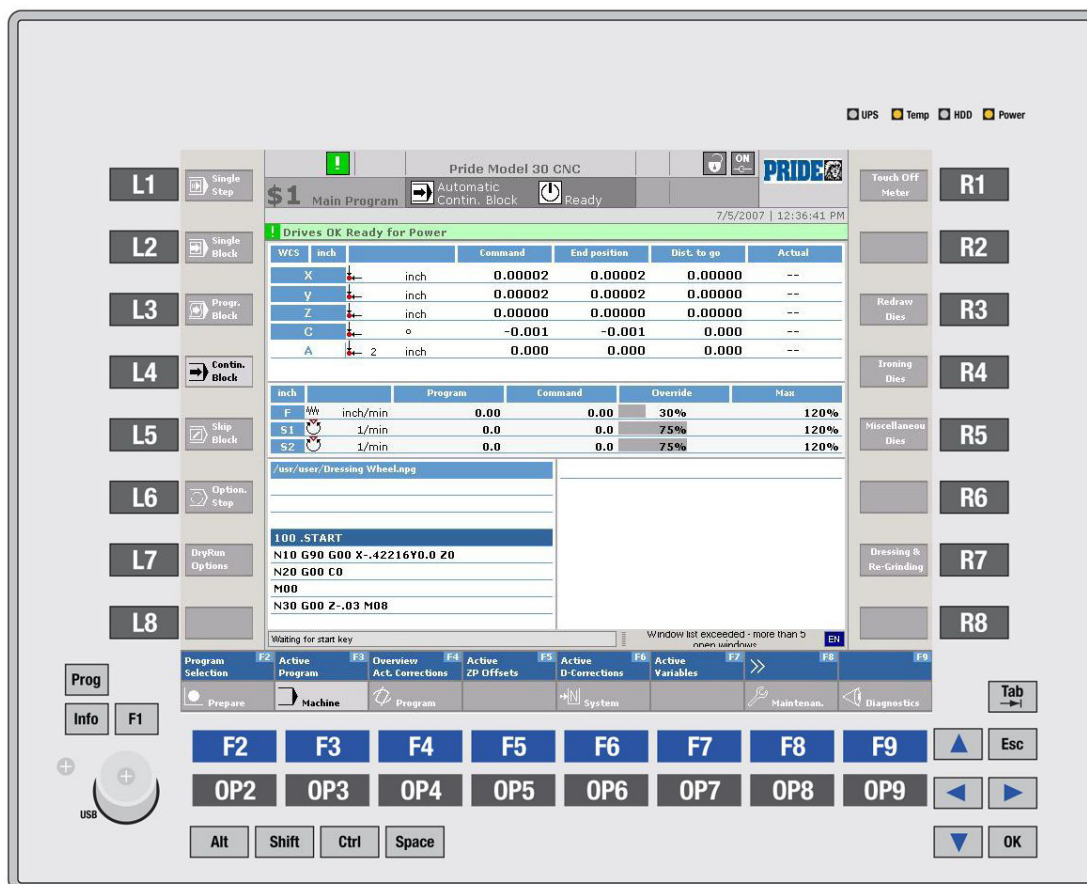 UPS Temp HDD Power
L1
L2
L3
L4
L5
L6
L7
L8
Single
Step
Single
Block
Progr.
Block
Contin.
Block
Skip
Block
Option.
Stop
DryRun
Options
! Pride Model 30 CNC ON PRIDE
$1 Main Program Automatic
Contin. Block Ready
7/5/2007 | 12:36:41 PM
! Drives OK Ready for Power
WCS inch Command End position Dist. to go Actual
X inch 0.00002 0.00002 0.00000 --
y inch 0.00002 0.00002 0.00000 --
Z inch 0.00000 0.00000 0.00000 --
C ° -0.001 -0.001 0.000 --
A 2 inch 0.000 0.000 0.000 --
inch Program Command Override Max
F inch/min 0.00 0.00 30% 120%
S1 1/min 0.0 0.0 75% 120%
S2 1/min 0.0 0.0 75% 120%
/usr/user/Dressing Wheel.npg
100 .START
N10 G90 G00 X-.42216Y0.0 Z0
N20 G00 C0
M00
N30 G00 Z-.03 M08
Waiting for start key
Window list exceeded - more than 5
open windows
EN
Touch Off
Meter
Redraw
Dies
Ironing
Dies
Miscellaneou
Dies
Dressing &
Re-Grinding
R1
R2
R3
R4
R5
R6
R7
R8
Program
Selection F2
Active
Program F3
Overview
Act. Corrections F4
Active
ZP Offsets F5
Active
D-Corrections F6
Active
Variables F7
>> F8
F9
Prepare Machine Program System Maintenan. Diagnostics
Prog
Info F1
USB
F2 F3 F4 F5 F6 F7 F8 F9
OP2 OP3 OP4 OP5 OP6 OP7 OP8 OP9
Alt Shift Ctrl Space
Tab
Esc
OK